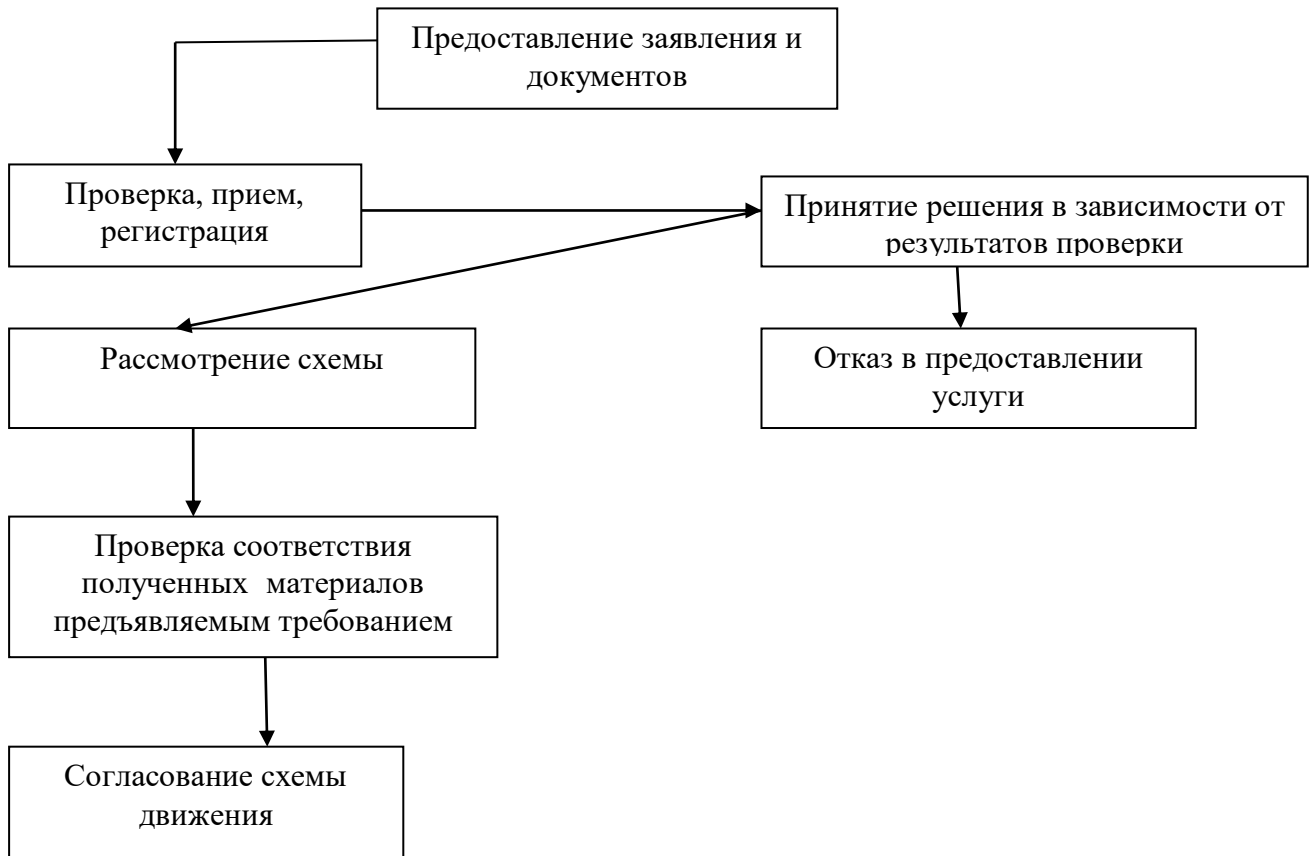 Предоставление заявления и
документов
Проверка, прием,
регистрация
Принятие решения в зависимости от
результатов проверки
Рассмотрение схемы
Отказ в предоставлении
услуги
Проверка соответствия
полученных материалов
предъявляемым требованием
Согласование схемы
движения